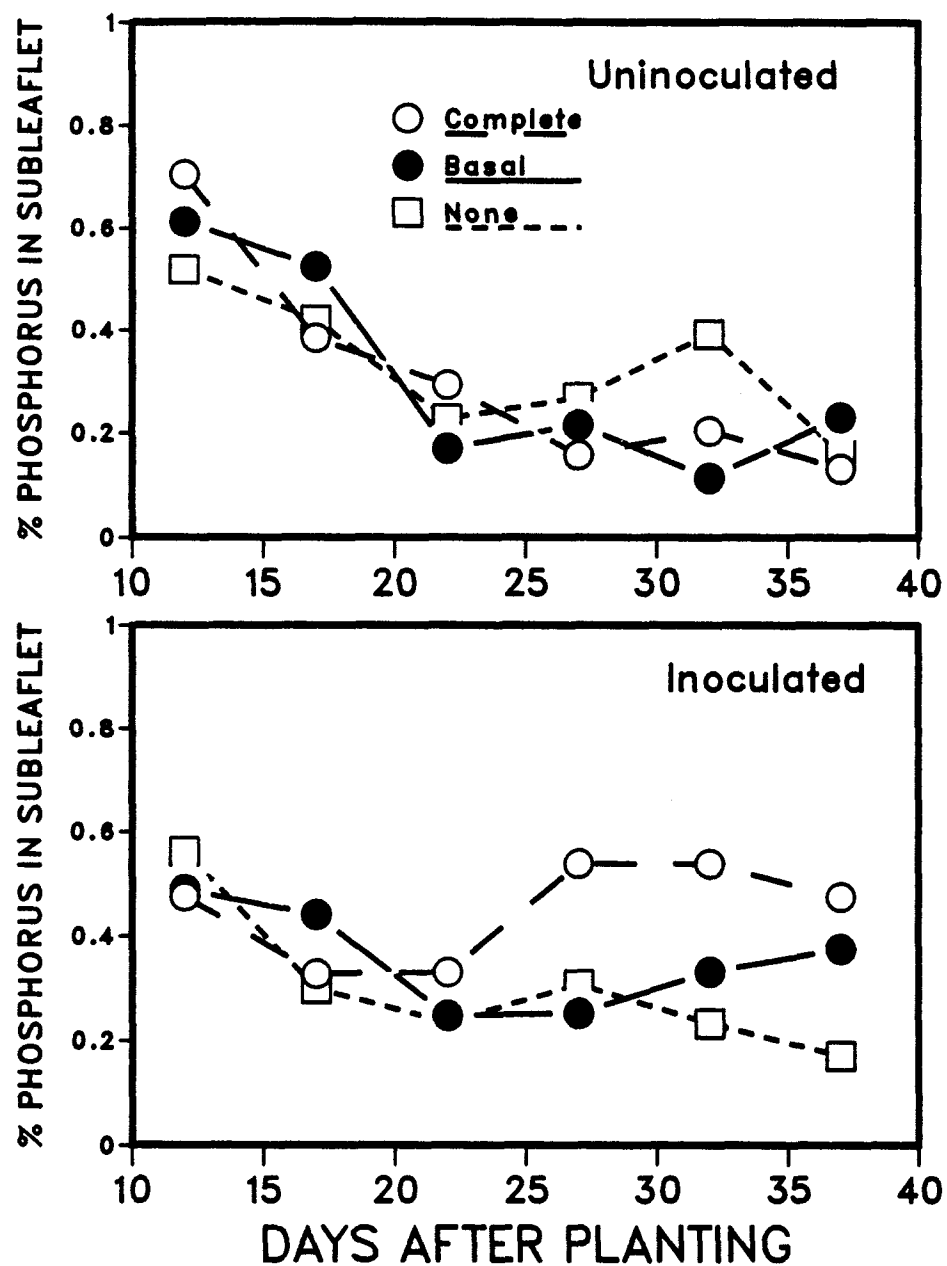 % PHOSPHORUS IN SUBLEAFLET
1
0.8
0.6
0.4
0.2
0
Uninoculated
Complete
Basal
None
10 15 20 25 30 35 40
% PHOSPHORUS IN SUBLEAFLET
1
0.8
0.6
0.4
0.2
0
Inoculated
10 15 20 25 30 35 40
DAYS AFTER PLANTING